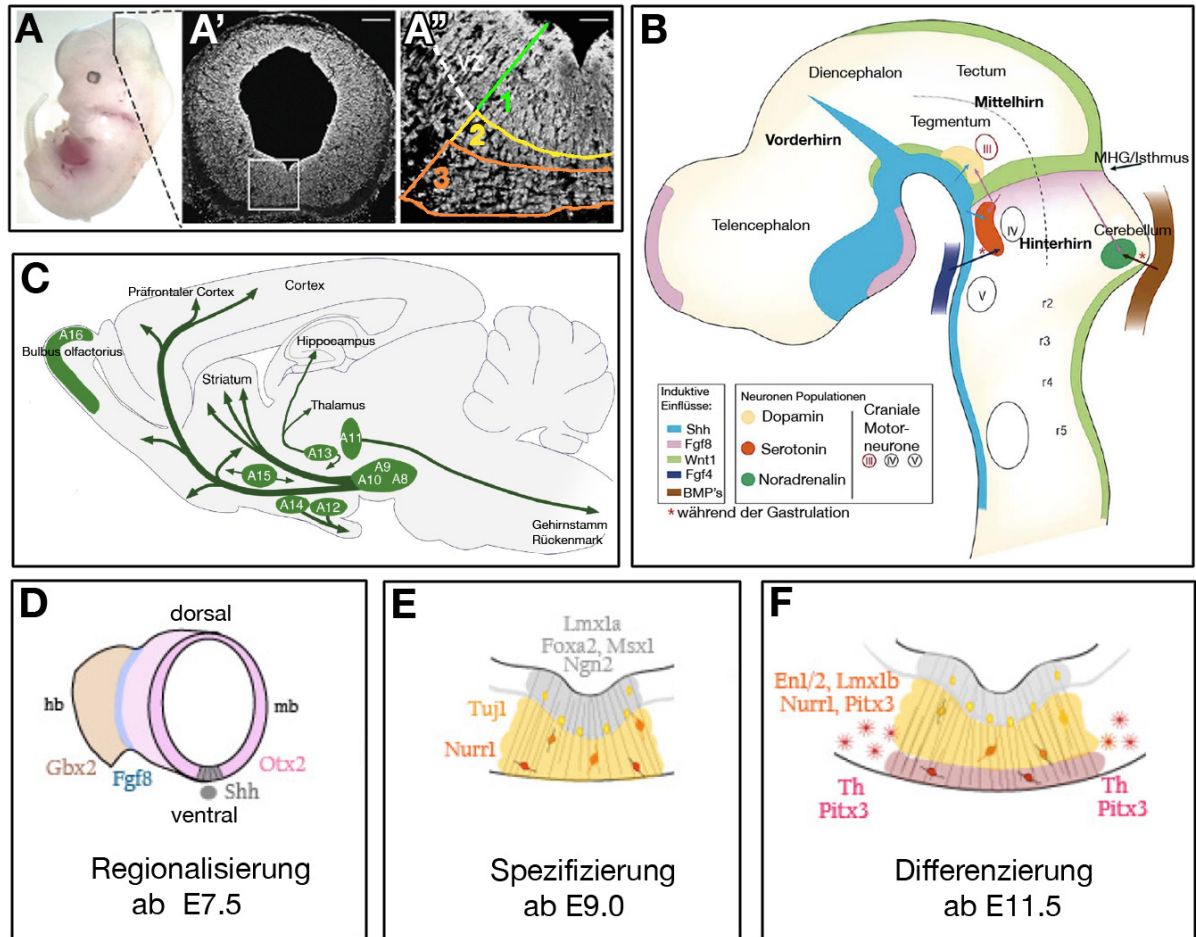 A
A'
A"
VZ
1
2
3
B
Diencephalon
Tectum
Mittelhirn
Tegmentum
Vorderhirn
III
MHG/Isthmus
Telencephalon
IV
Hinterhirn
Cerebellum
*
*
V
r2
r3
r4
r5
Induktive
Einflüsse:
Shh
Fgf8
Wnt1
Fgf4
BMP's
Neuronen Populationen
Dopamin
Serotonin
Noradrenalin
Craniale
Motor-
neurone
III IV V
* während der Gastrulation
C
Präfrontaler Cortex
Cortex
A16
Bulbus olfactorius
Hippocampus
Striatum
Thalamus
A11
A13
A9
A10 A8
A15
A14 A12
Gehirnstamm
Rückenmark
D
dorsal
hb
mb
Gbx2
Fgf8
Otx2
Shh
ventral
Regionalisierung
ab E7.5
E
Lmx1a
Foxa2, Msx1
Ngn2
Tuj1
Nurr1
Spezifizierung
ab E9.0
F
En1/2, Lmx1b
Nurr1, Pitx3
Th
Pitx3
Th
Pitx3
Differenzierung
ab E11.5